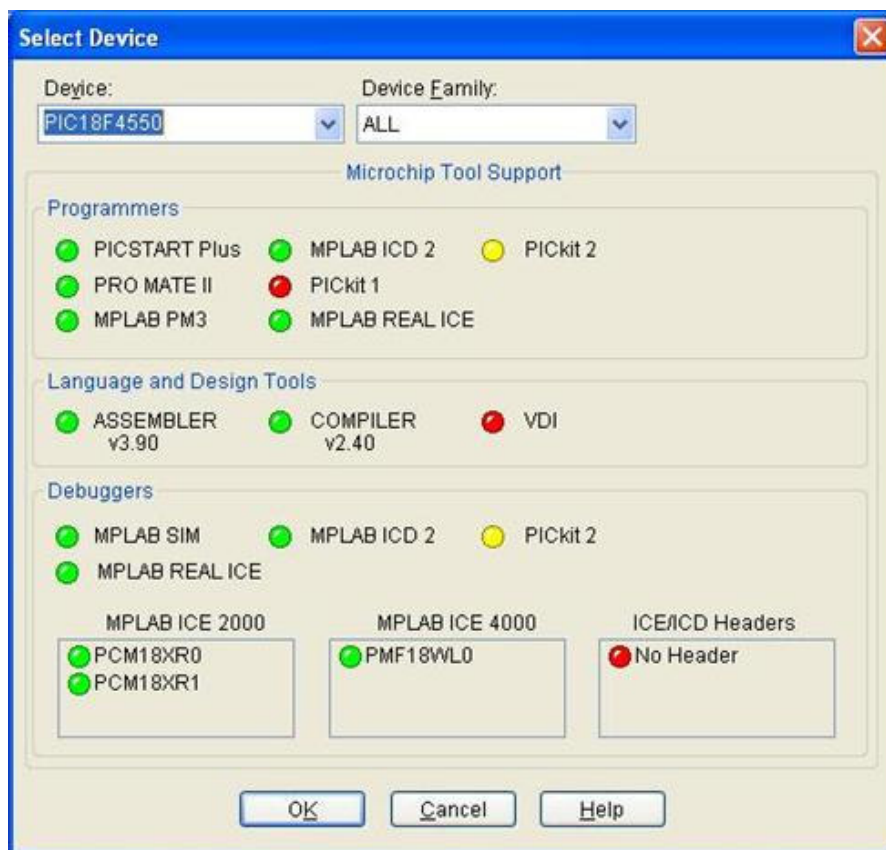 Select Device
Device: Device Family:
PIC18F4550 ALL
Microchip Tool Support
Programmers
PICSTART Plus MPLAB ICD 2 PICkit 2
PRO MATE II PICkit 1
MPLAB PM3 MPLAB REAL ICE
Language and Design Tools
ASSEMBLER COMPILER VDI
v3.90 v2.40
Debuggers
MPLAB SIM MPLAB ICD 2 PICkit 2
MPLAB REAL ICE
MPLAB ICE 2000 MPLAB ICE 4000 ICE/ICD Headers
PCM18XR0 PMF18WL0 No Header
PCM18XR1
OK Cancel Help